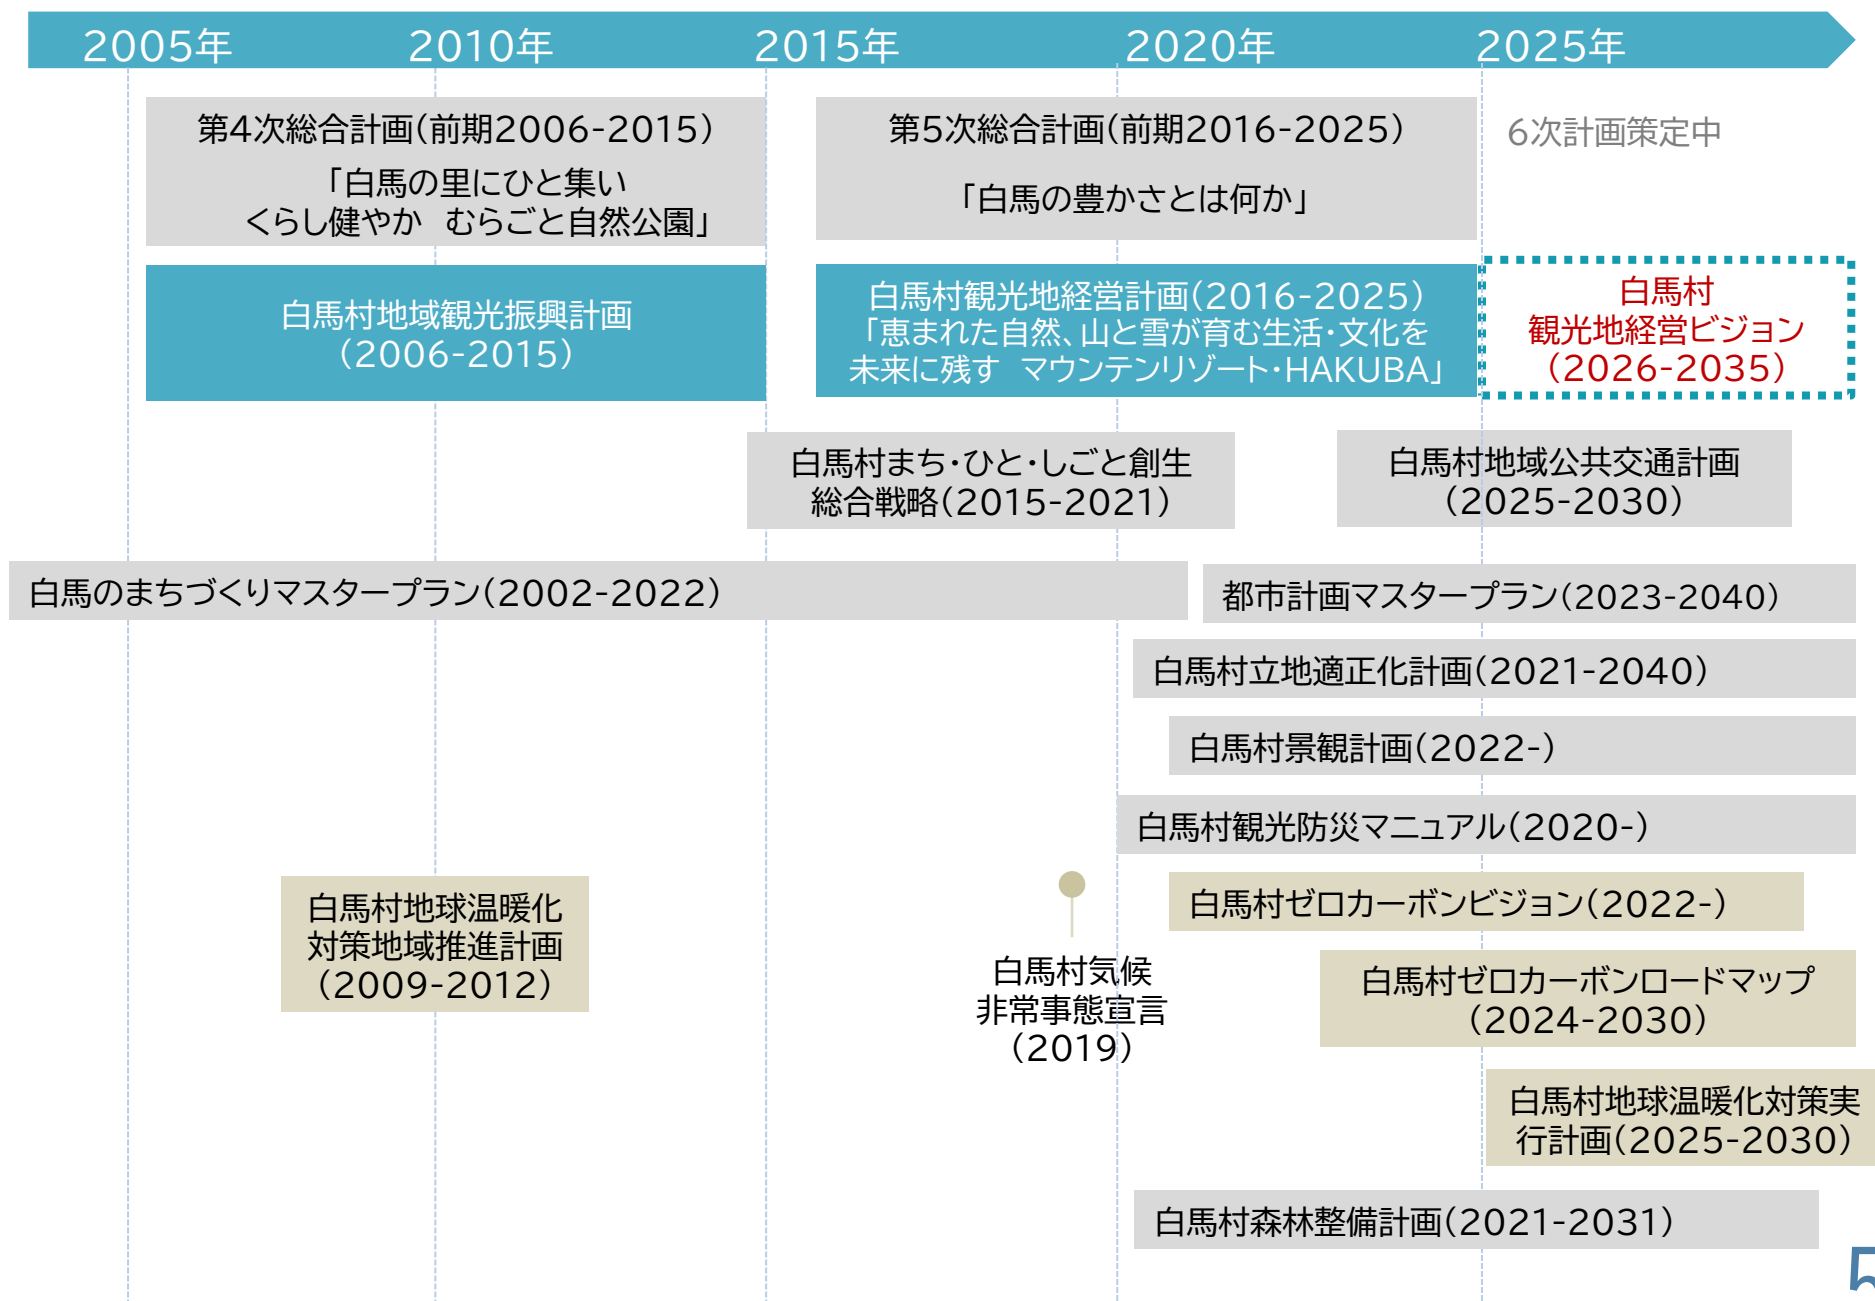 2005年 2010年 2015年 2020年 2025年
第4次総合計画(前期2006-2015)
「白馬の里にひと集い
くらし健やか　むらごと自然公園」
第5次総合計画(前期2016-2025)
「白馬の豊かさとは何か」
6次計画策定中
白馬村地域観光振興計画
(2006-2015)
白馬村観光地経営計画(2016-2025)
「恵まれた自然、山と雪が育む生活・文化を
未来に残す　マウンテンリゾート・HAKUBA」
白馬村
観光地経営ビジョン
(2026-2035)
白馬村まち・ひと・しごと創生
総合戦略(2015-2021)
白馬村地域公共交通計画
(2025-2030)
白馬のまちづくりマスタープラン(2002-2022)
都市計画マスタープラン(2023-2040)
白馬村立地適正化計画(2021-2040)
白馬村景観計画(2022-)
白馬村観光防災マニュアル(2020-)
白馬村地球温暖化
対策地域推進計画
(2009-2012)
白馬村気候
非常事態宣言
(2019)
白馬村ゼロカーボンビジョン(2022-)
白馬村ゼロカーボンロードマップ
(2024-2030)
白馬村地球温暖化対策実
行計画(2025-2030)
白馬村森林整備計画(2021-2031)
5